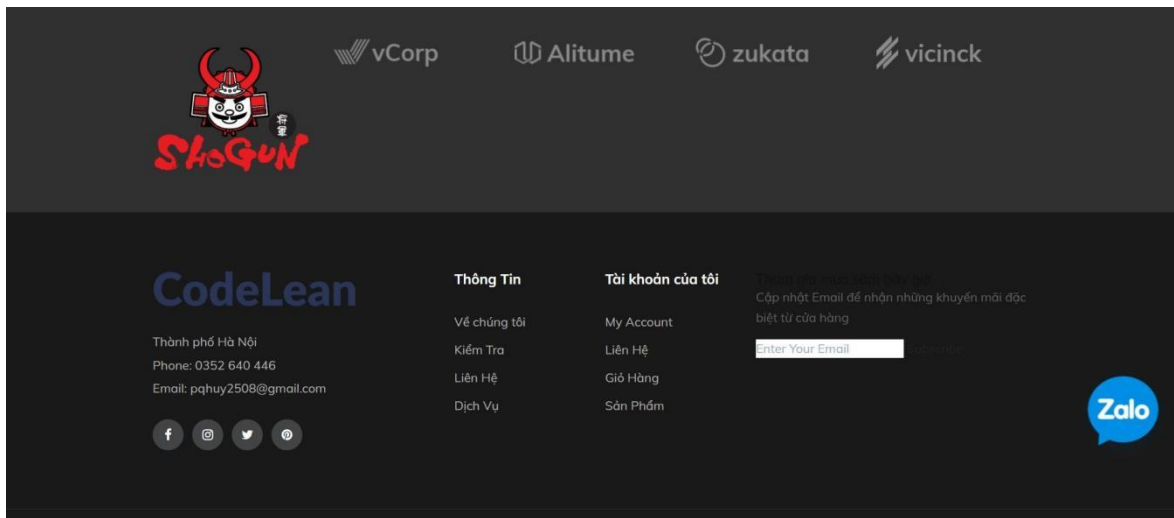 vCorp
Alitume
zukata
vicinck
SHOGUN
CodeLean
Thành phố Hà Nội
Phone: 0352 640 446
Email: pqhuy2508@gmail.com
Thông Tin
Về chúng tôi
Kiểm Tra
Liên Hệ
Dịch Vụ
Tài khoản của tôi
My Account
Liên Hệ
Giỏ Hàng
Sản Phẩm
Cập nhật Email để nhận những khuyến mãi đặc
biệt từ cửa hàng
Enter Your Email
Subscribe
Zalo